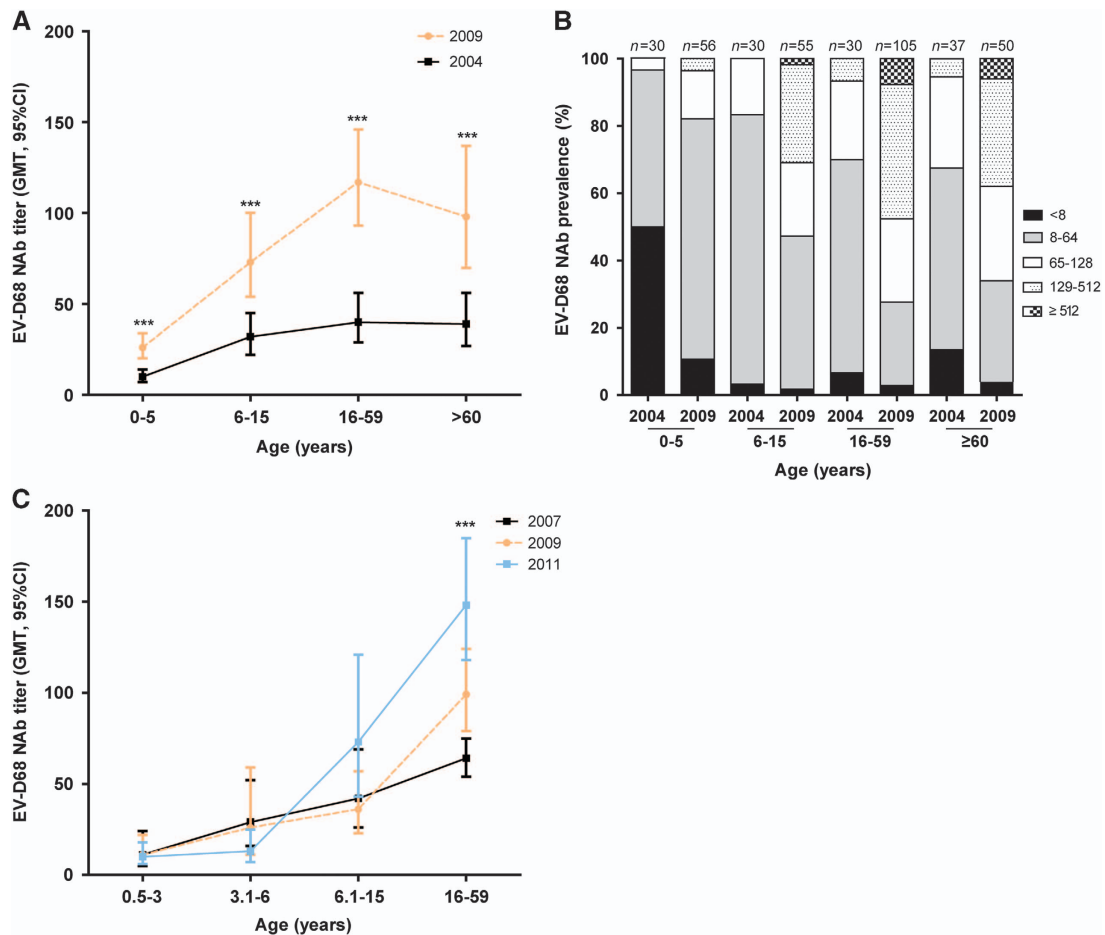 A
EV-D68 NAb titer (GMT, 95%CI)
200
150
100
50
0
***
***
***
***
2009
2004
0-5
6-15
16-59
>60
Age (years)
B
EV-D68 NAb prevalence (%)
n=30
n=56
n=30
n=55
n=30
n=105
n=37
n=50
100
80
60
40
20
0
<8
8-64
65-128
129-512
≥ 512
2004 2009 2004 2009 2004 2009 2004 2009
0-5
6-15
16-59
≥60
Age (years)
C
EV-D68 NAb titer (GMT, 95%CI)
200
150
100
50
0
***
2007
2009
2011
0.5-3
3.1-6
6.1-15
16-59
Age (years)